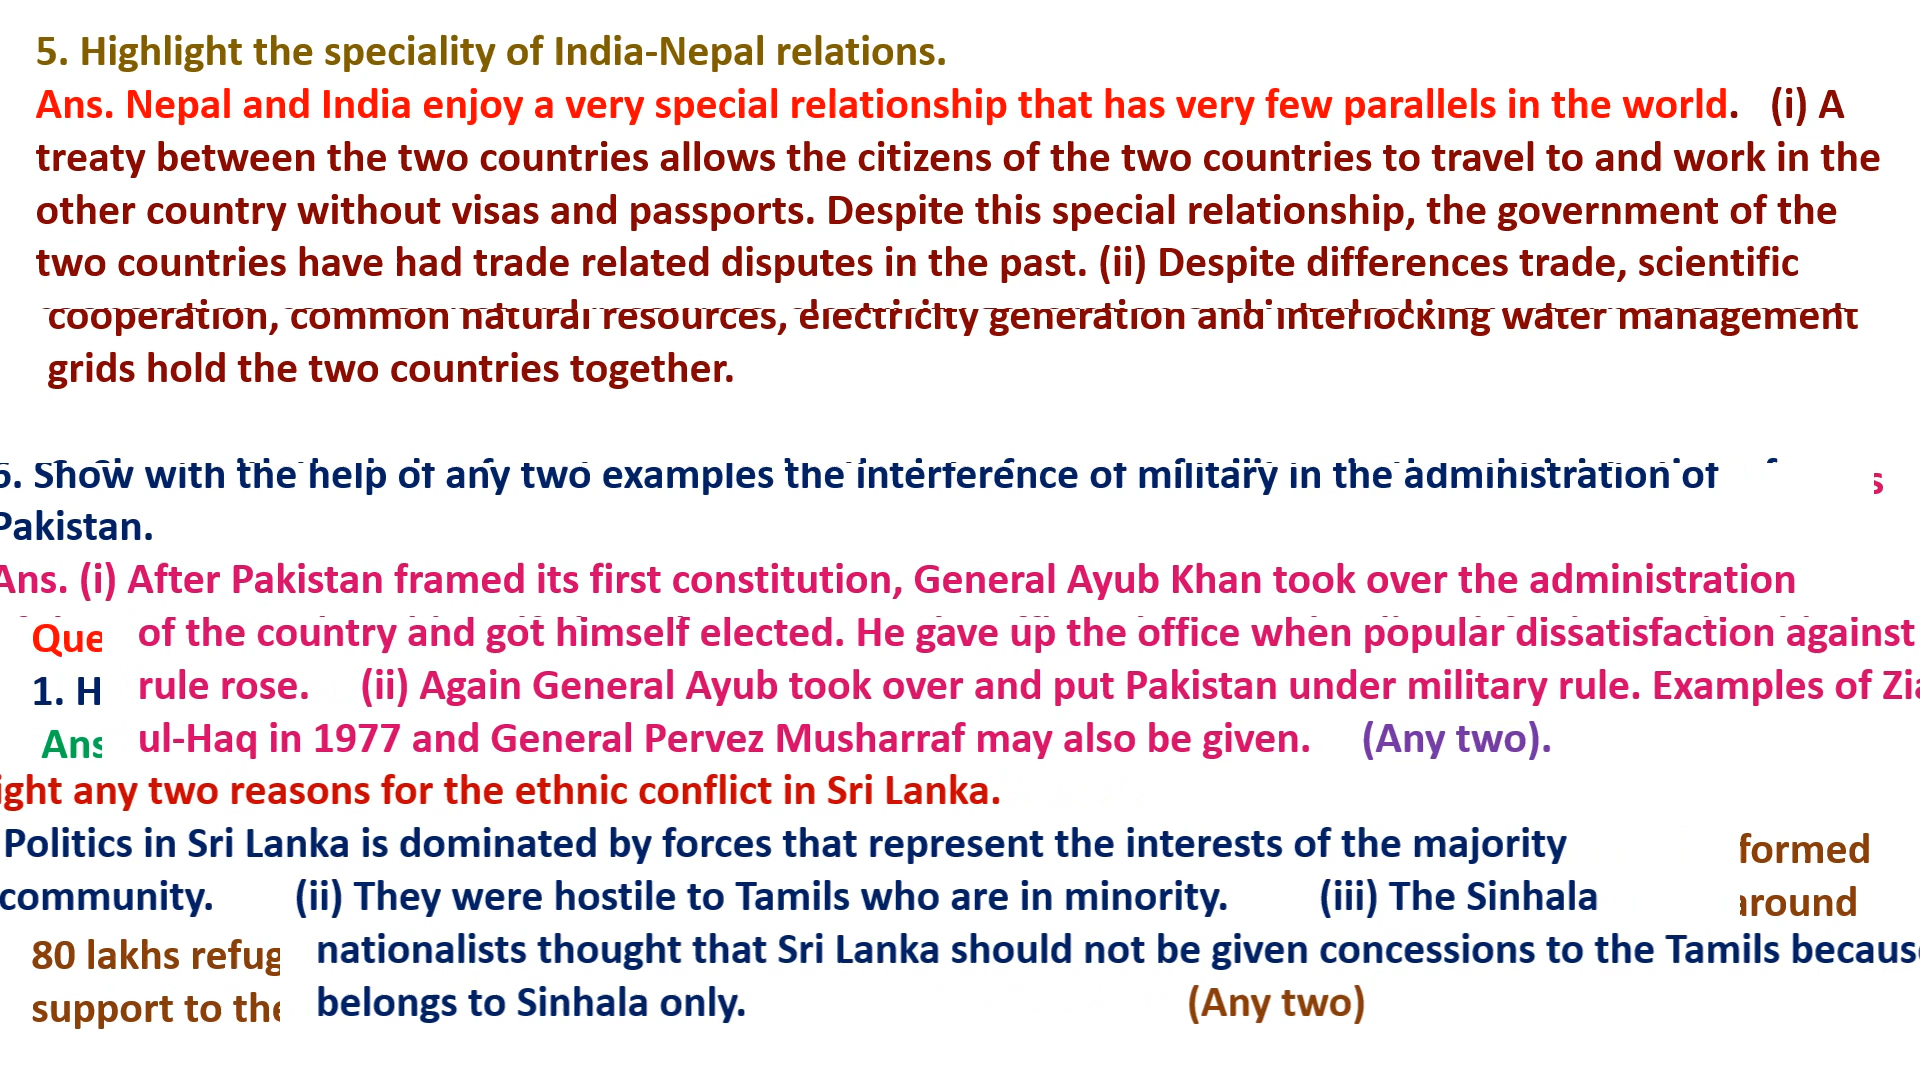 5. Highlight the speciality of India-Nepal relations.
Ans. Nepal and India enjoy a very special relationship that has very few parallels in the world. (i) A
treaty between the two countries allows the citizens of the two countries to travel to and work in the
other country without visas and passports. Despite this special relationship, the government of the
two countries have had trade related disputes in the past. (ii) Despite differences trade, scientific
cooperation, common natural resources, electricity generation and interlocking water management
grids hold the two countries together.
6. Show with the help of any two examples the interference of military in the administration of
Pakistan.
Ans. (i) After Pakistan framed its first constitution, General Ayub Khan took over the administration
Que of the country and got himself elected. He gave up the office when popular dissatisfaction against
1. H rule rose. (ii) Again General Ayub took over and put Pakistan under military rule. Examples of Zia
Ans ul-Haq in 1977 and General Pervez Musharraf may also be given. (Any two).
ight any two reasons for the ethnic conflict in Sri Lanka.
Politics in Sri Lanka is dominated by forces that represent the interests of the majority formed
community. (ii) They were hostile to Tamils who are in minority. (iii) The Sinhala around
80 lakhs refug nationalists thought that Sri Lanka should not be given concessions to the Tamils because
support to the belongs to Sinhala only. (Any two)